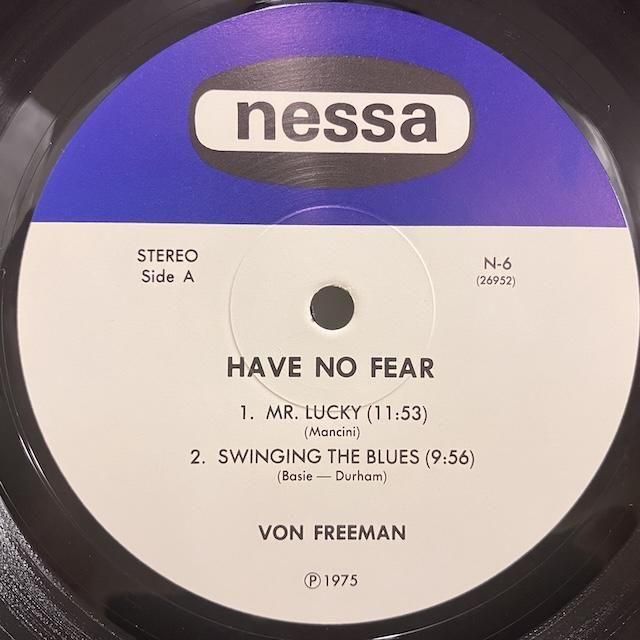 nessa
STEREO
Side A
N-6
(26952)
HAVE NO FEAR
1. MR. LUCKY (11:53)
(Mancini)
2. SWINGING THE BLUES (9:56)
(Basie — Durham)
VON FREEMAN
Ⓟ 1975